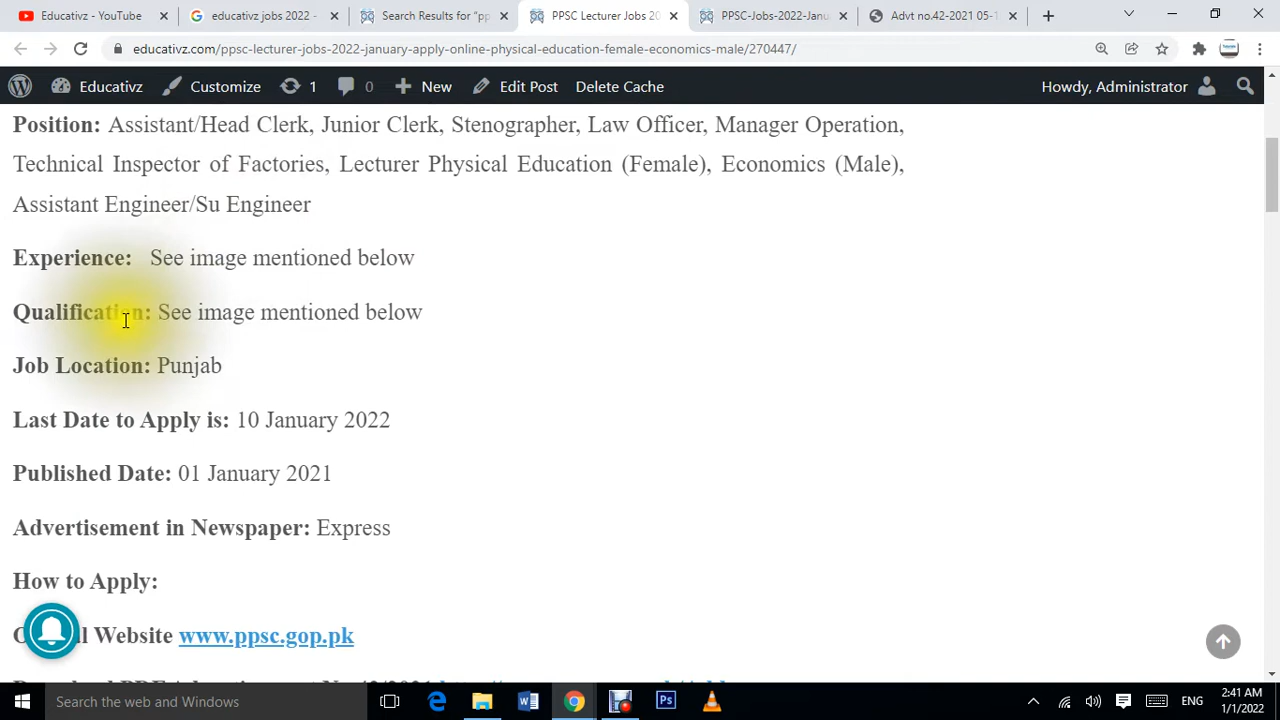 Educativz - YouTube
educativz jobs 2022 -
Search Results for "pp
PPSC Lecturer Jobs 20
PPSC-Jobs-2022-Janu
Advt no.42-2021 05-1
educativz.com/ppsc-lecturer-jobs-2022-january-apply-online-physical-education-female-economics-male/270447/
Educativz
Customize
1
0
New
Edit Post
Delete Cache
Howdy, Administrator
Position: Assistant/Head Clerk, Junior Clerk, Stenographer, Law Officer, Manager Operation,
Technical Inspector of Factories, Lecturer Physical Education (Female), Economics (Male),
Assistant Engineer/Su Engineer
Experience: See image mentioned below
Qualification: See image mentioned below
Job Location: Punjab
Last Date to Apply is: 10 January 2022
Published Date: 01 January 2021
Advertisement in Newspaper: Express
How to Apply:
Website www.ppsc.gop.pk
Search the web and Windows
Ps
ENG
2:41 AM
1/1/2022